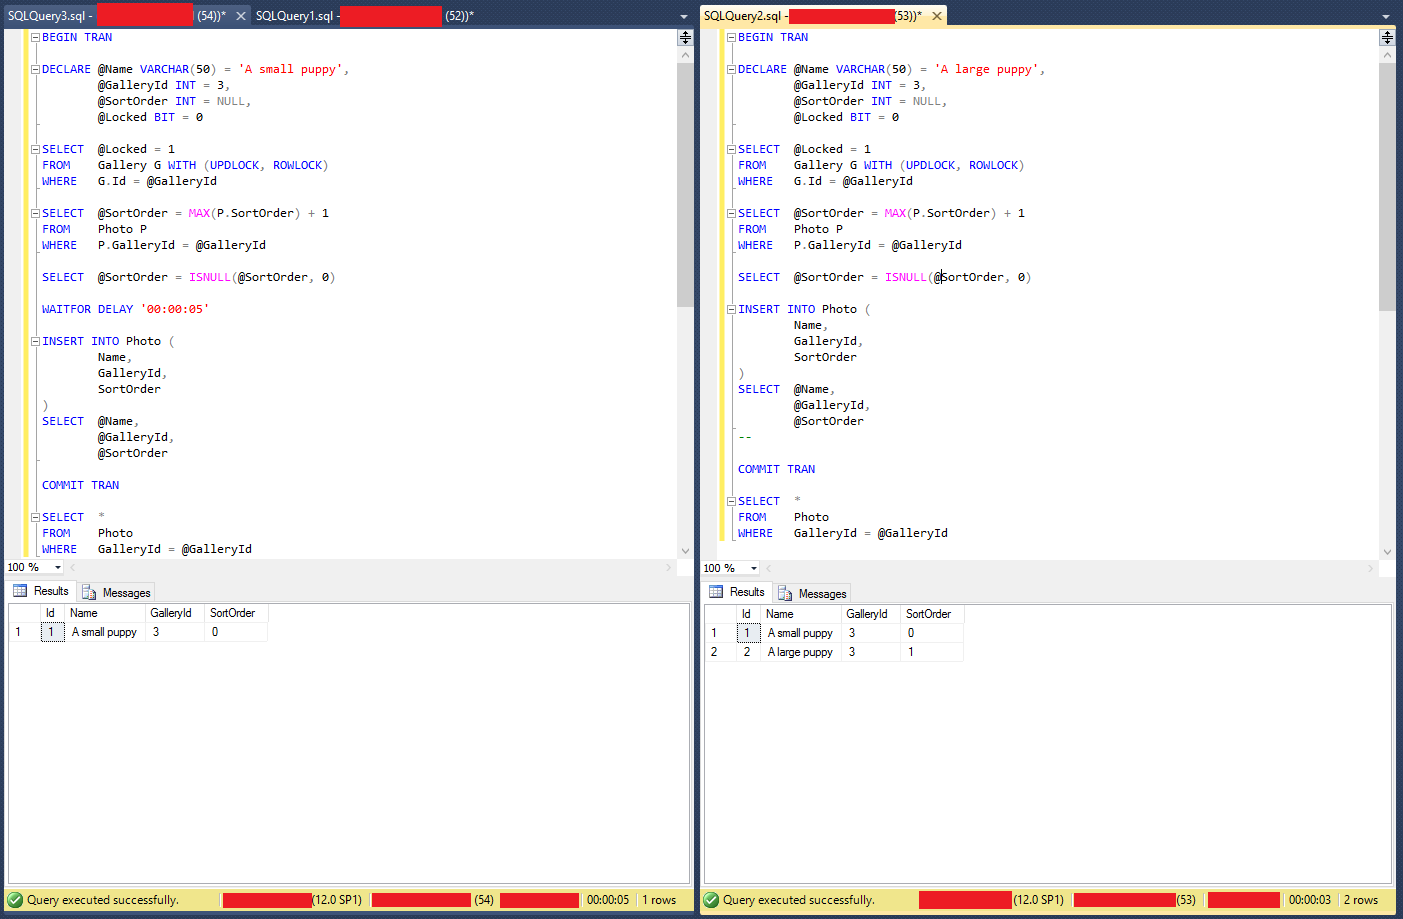 SQLQuery3.sql - (54))* SQLQuery1.sql - (52))*
BEGIN TRAN
DECLARE @Name VARCHAR(50) = 'A small puppy',
@GalleryId INT = 3,
@SortOrder INT = NULL,
@Locked BIT = 0
SELECT @Locked = 1
FROM Gallery G WITH (UPDLOCK, ROWLOCK)
WHERE G.Id = @GalleryId
SELECT @SortOrder = MAX(P.SortOrder) + 1
FROM Photo P
WHERE P.GalleryId = @GalleryId
SELECT @SortOrder = ISNULL(@SortOrder, 0)
WAITFOR DELAY '00:00:05'
INSERT INTO Photo (
Name,
GalleryId,
SortOrder
)
SELECT @Name,
@GalleryId,
@SortOrder
COMMIT TRAN
SELECT *
FROM Photo
WHERE GalleryId = @GalleryId
100 %
Results Messages
Id Name GalleryId SortOrder
1 1 A small puppy 3 0
Query executed successfully. (12.0 SP1) (54) 00:00:05 1 rows
SQLQuery2.sql - (53))*
BEGIN TRAN
DECLARE @Name VARCHAR(50) = 'A large puppy',
@GalleryId INT = 3,
@SortOrder INT = NULL,
@Locked BIT = 0
SELECT @Locked = 1
FROM Gallery G WITH (UPDLOCK, ROWLOCK)
WHERE G.Id = @GalleryId
SELECT @SortOrder = MAX(P.SortOrder) + 1
FROM Photo P
WHERE P.GalleryId = @GalleryId
SELECT @SortOrder = ISNULL(@SortOrder, 0)
INSERT INTO Photo (
Name,
GalleryId,
SortOrder
)
SELECT @Name,
@GalleryId,
@SortOrder
--
COMMIT TRAN
SELECT *
FROM Photo
WHERE GalleryId = @GalleryId
100 %
Results Messages
Id Name GalleryId SortOrder
1 1 A small puppy 3 0
2 2 A large puppy 3 1
Query executed successfully. (12.0 SP1) (53) 00:00:03 2 rows